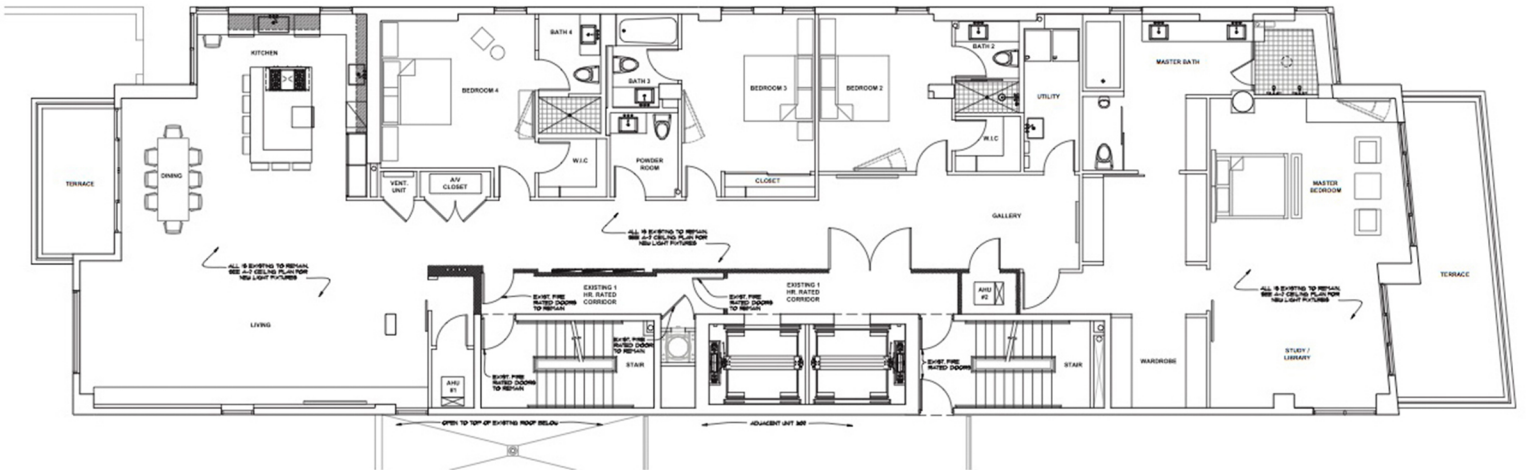 KITCHEN
BEDROOM 4
BATH 4
BATH 3
BEDROOM 3
BEDROOM 2
BATH 2
UTILITY
MASTER BATH
TERRACE
DINING
VENT.
UNIT
A/V
CLOSET
W.I.C
POWDER
ROOM
CLOSET
W.I.C
MASTER
BEDROOM
GALLERY
ALL IS EXISTING TO REMAIN.
SEE A-7 CEILING PLAN FOR
NEW LIGHT FIXTURES
ALL IS EXISTING TO REMAIN.
SEE A-7 CEILING PLAN FOR
NEW LIGHT FIXTURES
TERRACE
ALL IS EXISTING TO REMAIN.
SEE A-7 CEILING PLAN FOR
NEW LIGHT FIXTURES
EXISTING 1
HR. RATED
CORRIDOR
EXIST. FIRE
RATED DOORS
TO REMAIN
EXISTING 1
HR. RATED
CORRIDOR
EXIST. FIRE
RATED DOORS
TO REMAIN
AHU
#2
LIVING
EXIST. FIRE
RATED DOORS
TO REMAIN
STAIR
EXIST. FIRE
RATED DOORS
STAIR
WARDROBE
STUDY /
LIBRARY
AHU
#1
EXIST. FIRE
RATED DOORS
TO REMAIN
OPEN TO TOP OF EXISTING ROOF BELOW
ADJACENT UNIT